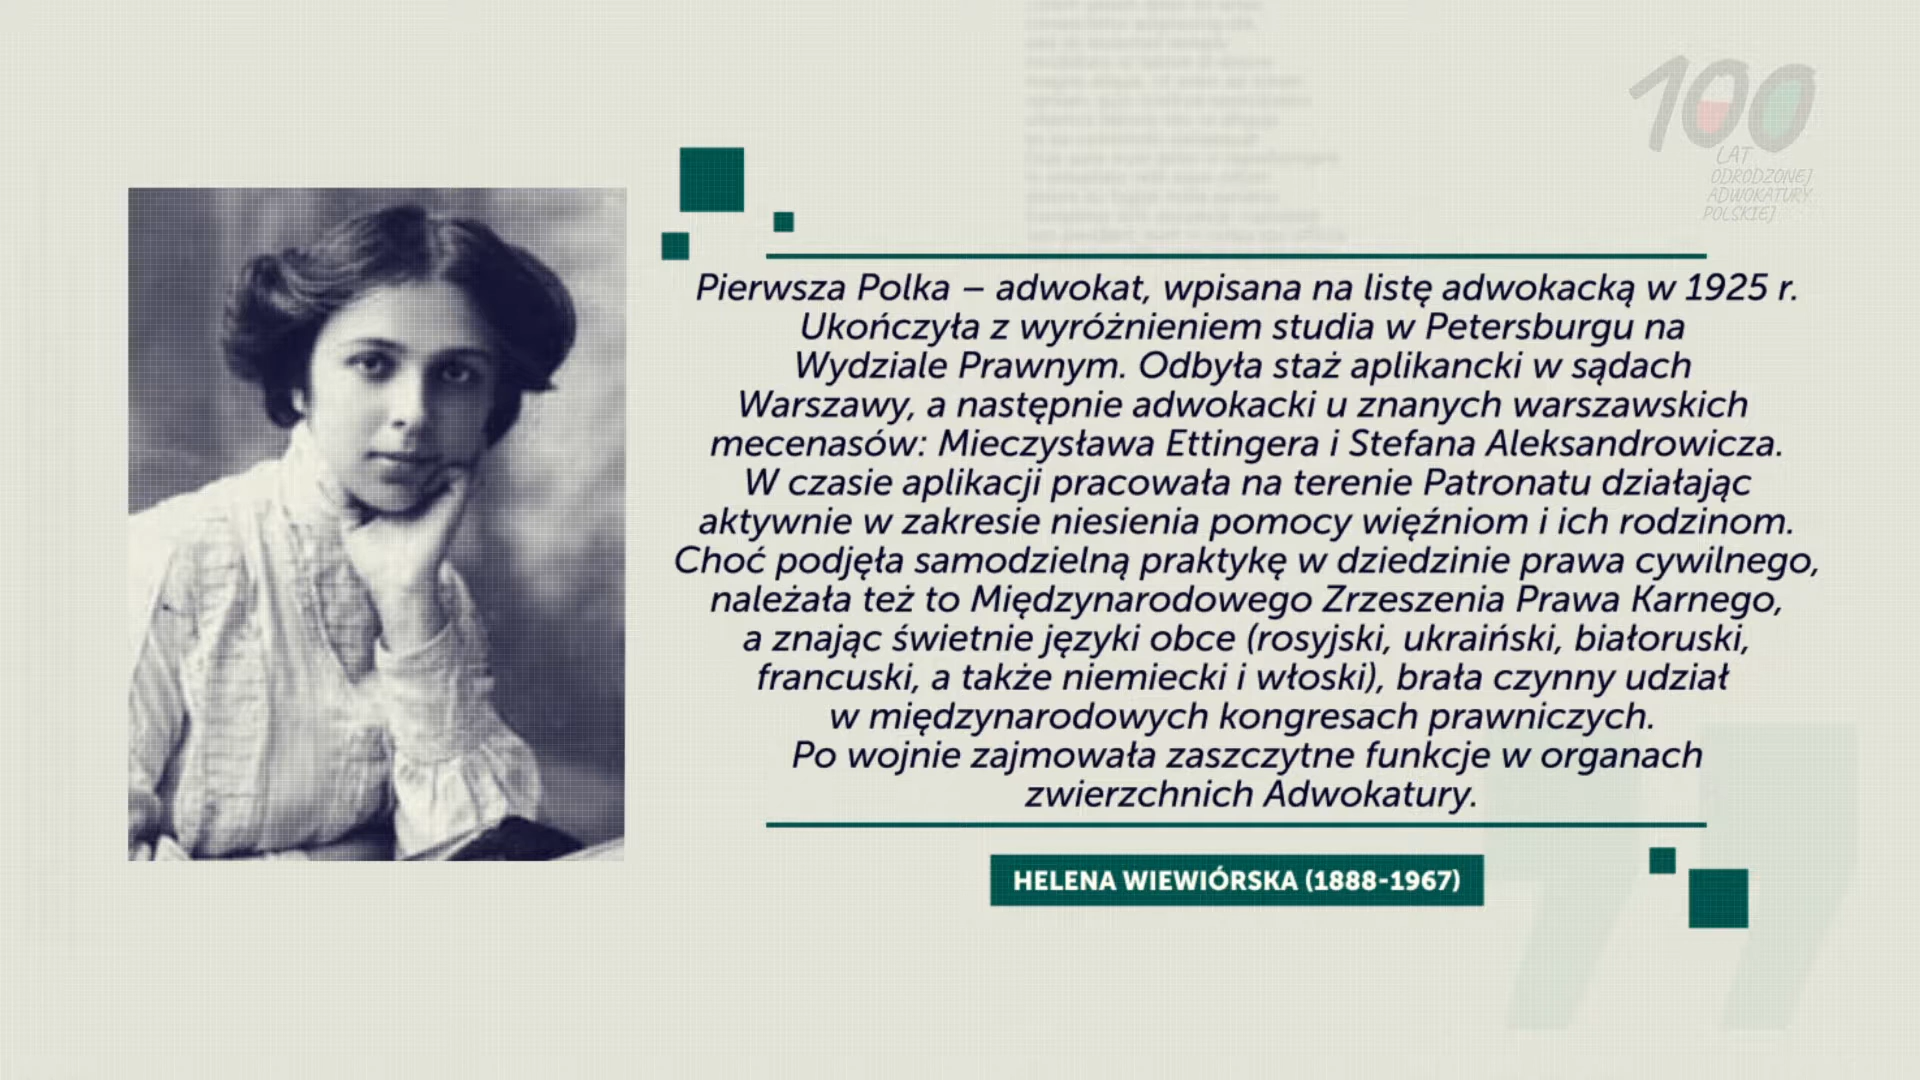 100
LAT
ODRODZONEJ
ADWOKATURY
POLSKIEJ
Pierwsza Polka – adwokat, wpisana na listę adwokacką w 1925 r.
Ukończyła z wyróżnieniem studia w Petersburgu na
Wydziale Prawnym. Odbyła staż aplikancki w sądach
Warszawy, a następnie adwokacki u znanych warszawskich
mecenasów: Mieczysława Ettingera i Stefana Aleksandrowicza.
W czasie aplikacji pracowała na terenie Patronatu działając
aktywnie w zakresie niesienia pomocy więźniom i ich rodzinom.
Choć podjęła samodzielną praktykę w dziedzinie prawa cywilnego,
należała też to Międzynarodowego Zrzeszenia Prawa Karnego,
a znając świetnie języki obce (rosyjski, ukraiński, białoruski,
francuski, a także niemiecki i włoski), brała czynny udział
w międzynarodowych kongresach prawniczych.
Po wojnie zajmowała zaszczytne funkcje w organach
zwierzchnich Adwokatury.
HELENA WIEWIÓRSKA (1888-1967)